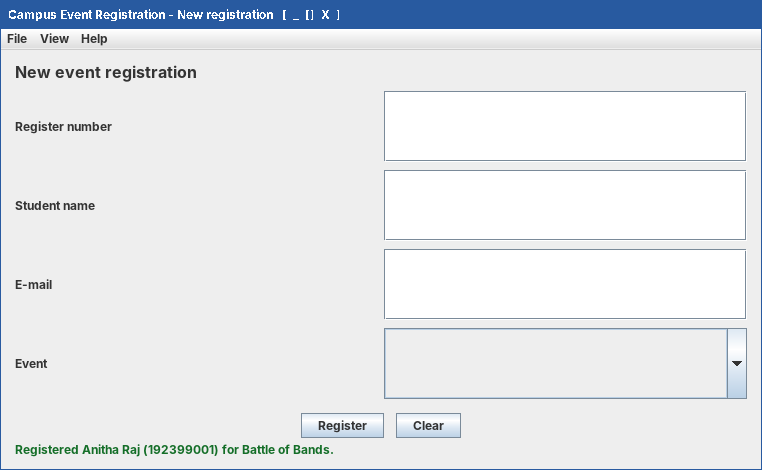 Campus Event Registration - New registration [ _ [] X ]
File View Help
New event registration
Register number
Student name
E-mail
Event
Register Clear
Registered Anitha Raj (192399001) for Battle of Bands.